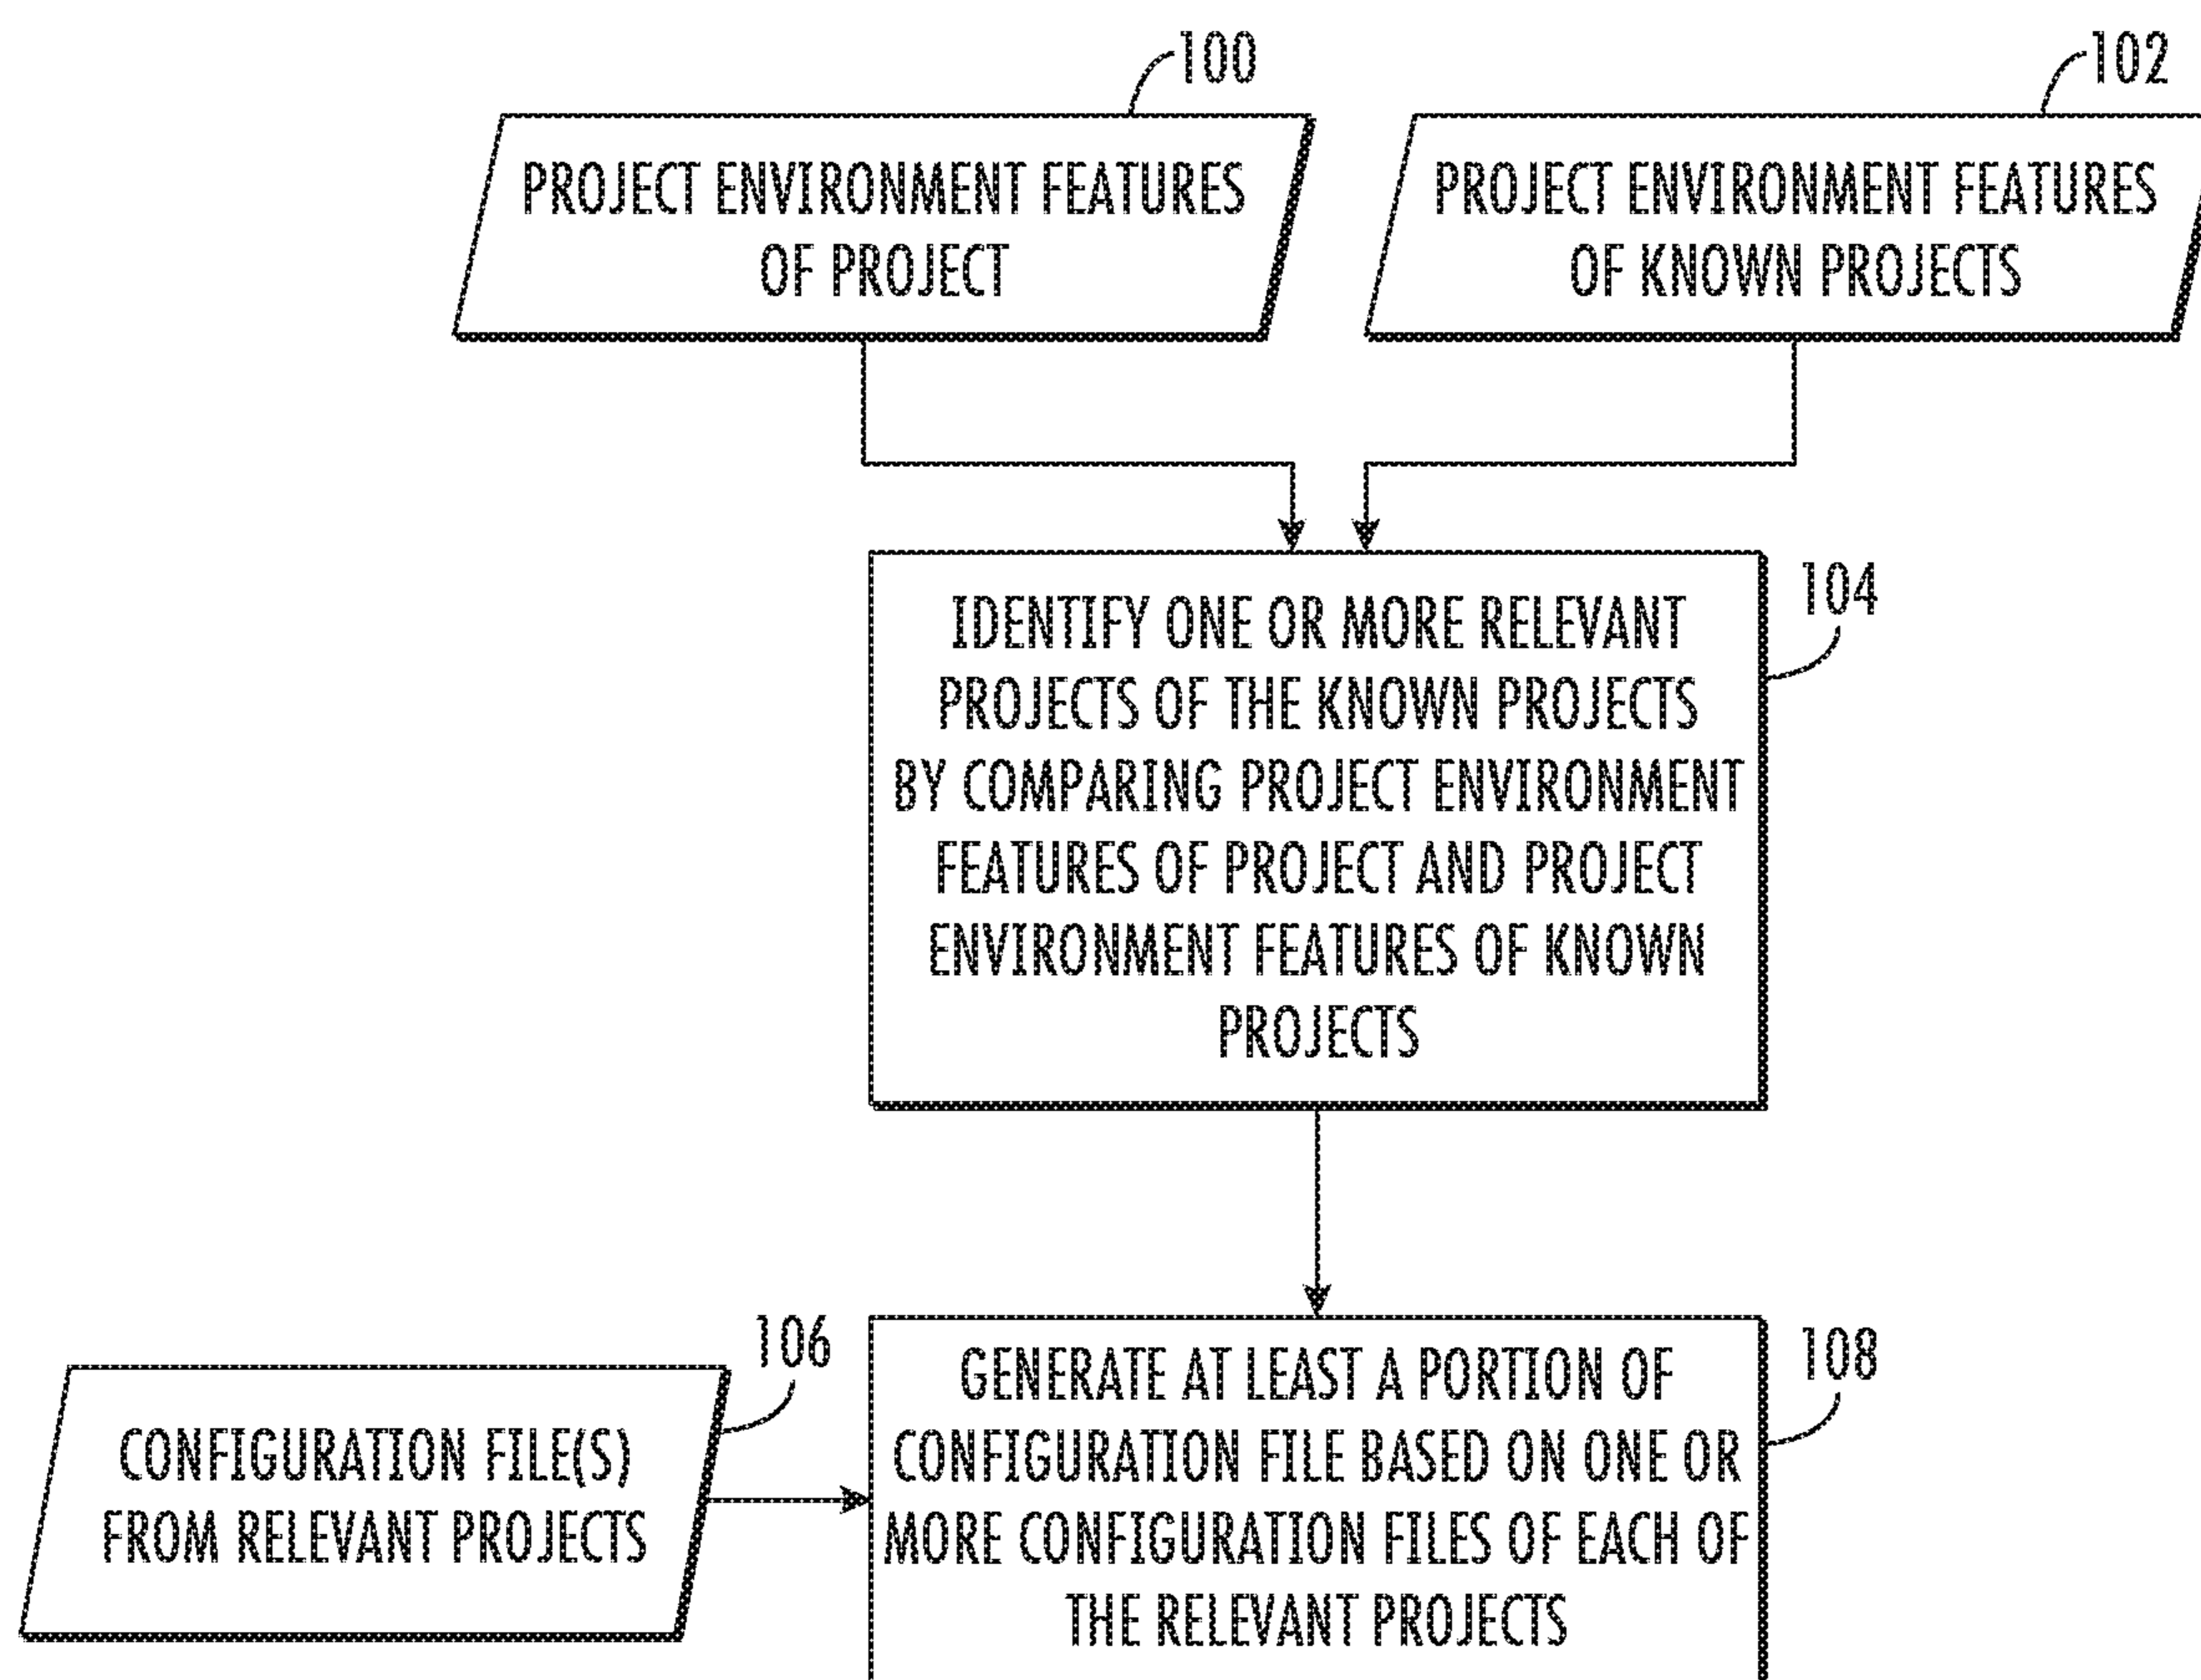 100
102
PROJECT ENVIRONMENT FEATURES
OF PROJECT
PROJECT ENVIRONMENT FEATURES
OF KNOWN PROJECTS
IDENTIFY ONE OR MORE RELEVANT
PROJECTS OF THE KNOWN PROJECTS
BY COMPARING PROJECT ENVIRONMENT
FEATURES OF PROJECT AND PROJECT
ENVIRONMENT FEATURES OF KNOWN
PROJECTS
104
106
CONFIGURATION FILE(S)
FROM RELEVANT PROJECTS
GENERATE AT LEAST A PORTION OF
CONFIGURATION FILE BASED ON ONE OR
MORE CONFIGURATION FILES OF EACH OF
THE RELEVANT PROJECTS
108